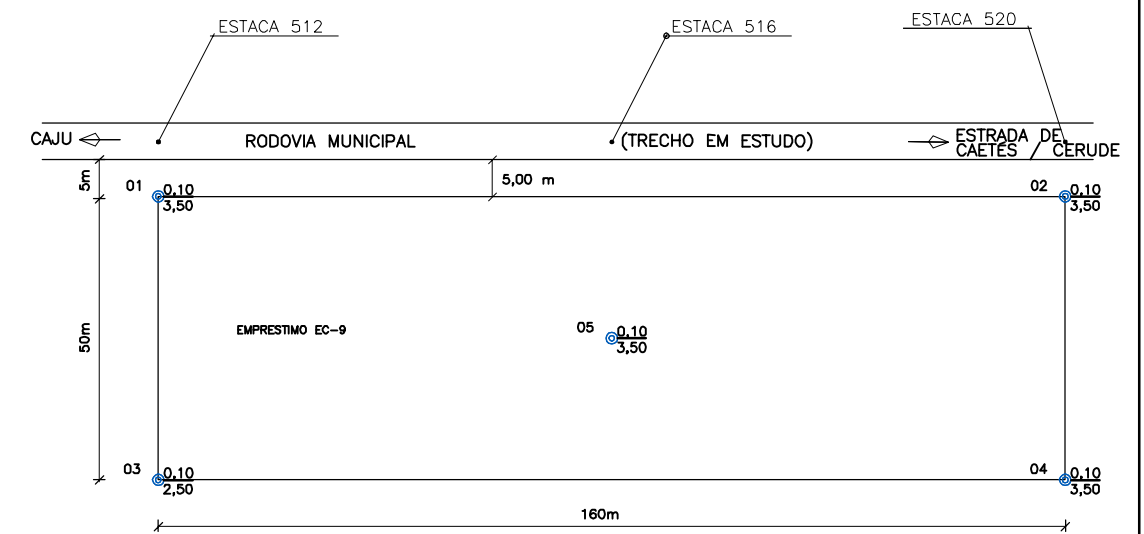 ESTACA 512
ESTACA 516
ESTACA 520
CAJU
RODOVIA MUNICIPAL
(TRECHO EM ESTUDO)
ESTRADA DE
CAETÉS / CERUDE
5m
5,00 m
01
0,10
3,50
02
0,10
3,50
50m
EMPRESTIMO EC-9
05
0,10
3,50
03
0,10
2,50
04
0,10
3,50
160m